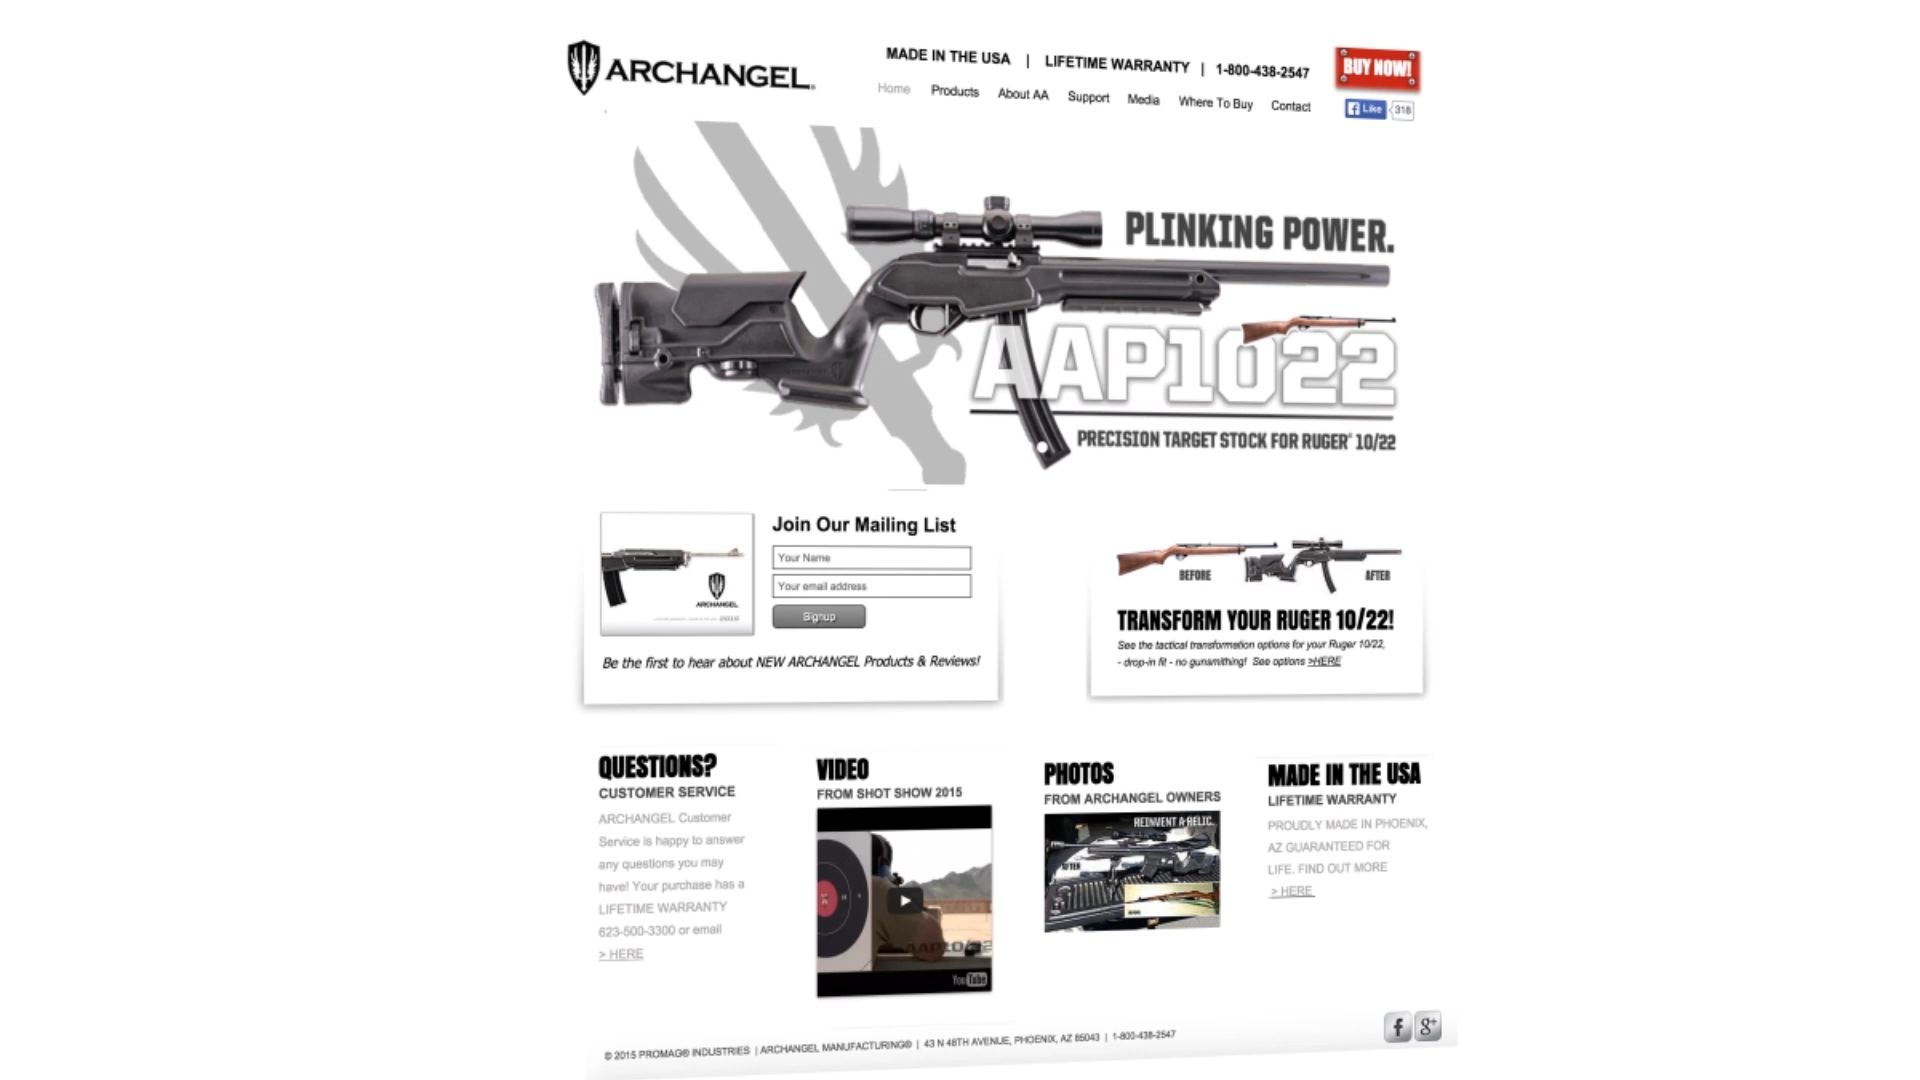 ARCHANGEL®
MADE IN THE USA | LIFETIME WARRANTY | 1-800-438-2547
BUY NOW!
Home Products About AA Support Media Where To Buy Contact
Like 318
PLINKING POWER.
AAP1022
PRECISION TARGET STOCK FOR RUGER® 10/22
ARCHANGEL
Join Our Mailing List
Your Name
Your email address
Signup
Be the first to hear about NEW ARCHANGEL Products & Reviews!
BEFORE AFTER
TRANSFORM YOUR RUGER 10/22!
See the tactical transformation options for your Ruger 10/22,
- drop-in fit - no gunsmithing! See options >HERE
QUESTIONS?
CUSTOMER SERVICE
ARCHANGEL Customer
Service is happy to answer
any questions you may
have! Your purchase has a
LIFETIME WARRANTY
623-500-3300 or email
> HERE
VIDEO
FROM SHOT SHOW 2015
AAP10/22
YouTube
PHOTOS
FROM ARCHANGEL OWNERS
REINVENT A RELIC.
AFTER
MADE IN THE USA
LIFETIME WARRANTY
PROUDLY MADE IN PHOENIX,
AZ GUARANTEED FOR
LIFE. FIND OUT MORE
> HERE
f g+
© 2015 PROMAG® INDUSTRIES | ARCHANGEL MANUFACTURING® | 43 N 48TH AVENUE, PHOENIX, AZ 85043 | 1-800-438-2547